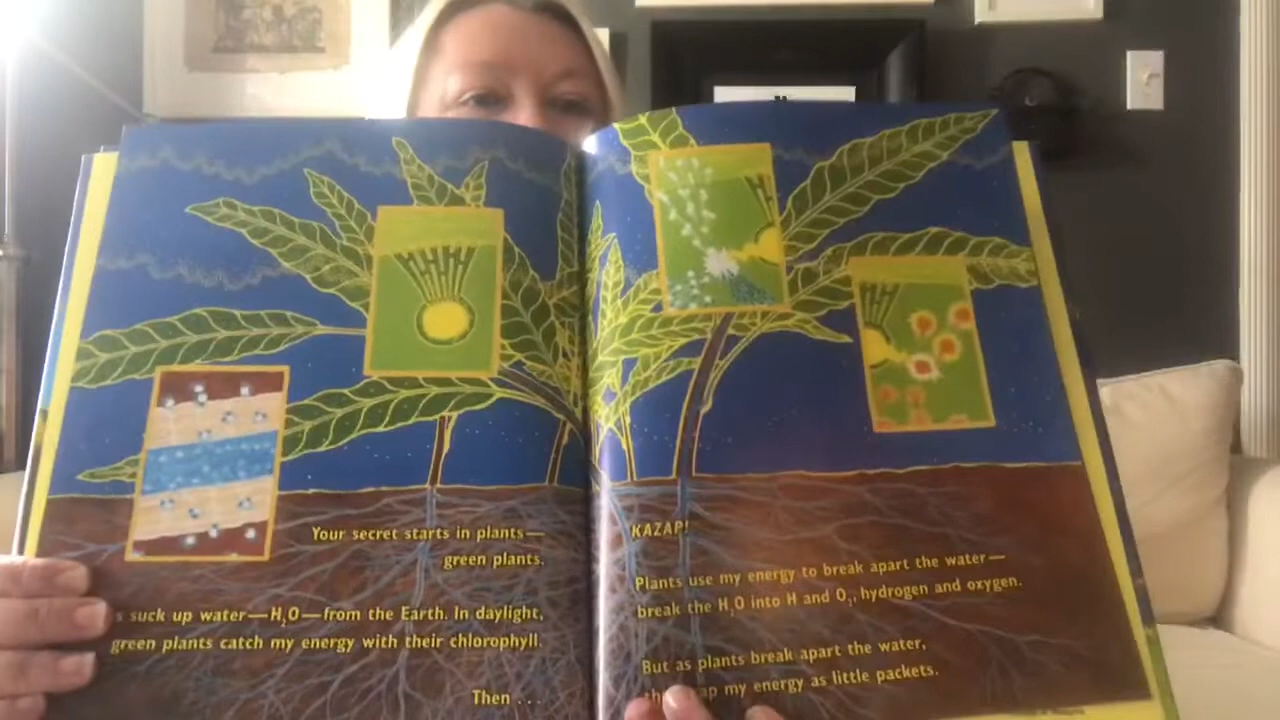 Your secret starts in plants—
green plants.
suck up water—H₂O—from the Earth. In daylight,
green plants catch my energy with their chlorophyll.
Then . . .
KAZAP!
Plants use my energy to break apart the water—
break the H₂O into H and O₂, hydrogen and oxygen.
But as plants break apart the water,
my energy as little packets.